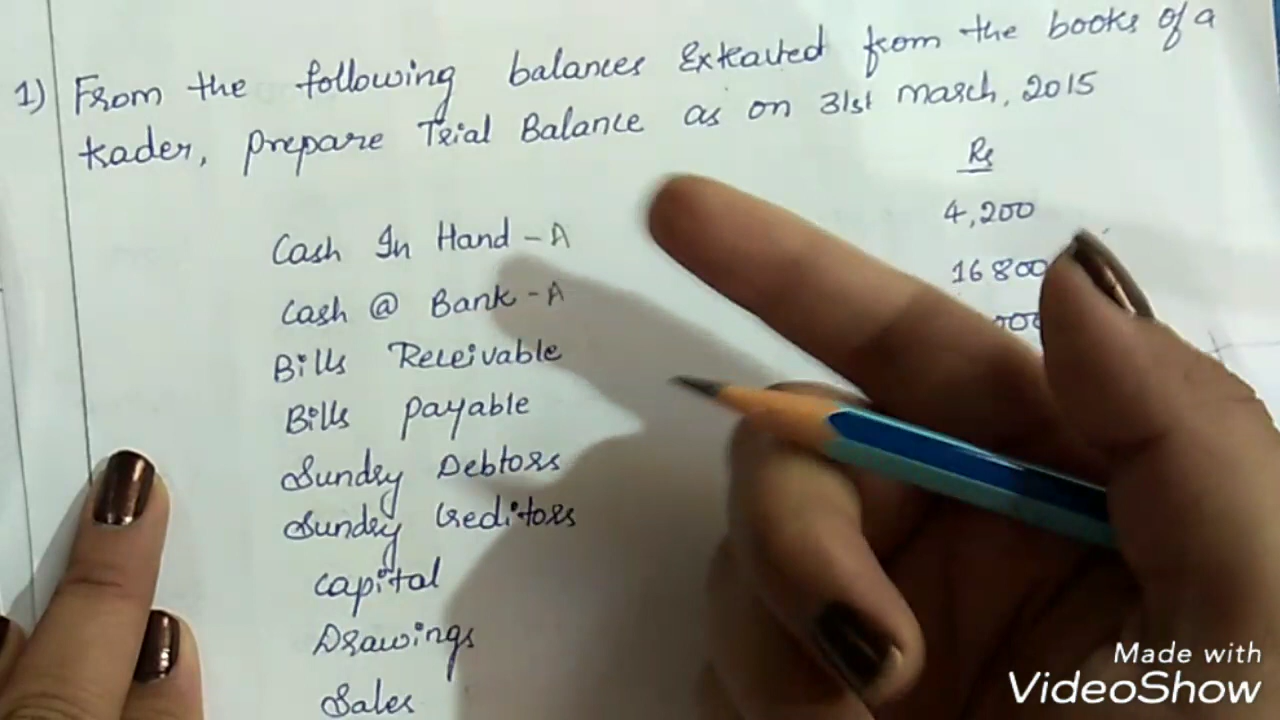 1) From the following balances Extracted from the books of a
trader, prepare Trial Balance as on 31st march, 2015
Rs
Cash In Hand - A 4,200
Cash @ Bank - A 16800
Bills Receivable 000
Bills payable
Sundry Debtors
Sundry Creditors
capital
Drawings
Sales
Made with
VideoShow